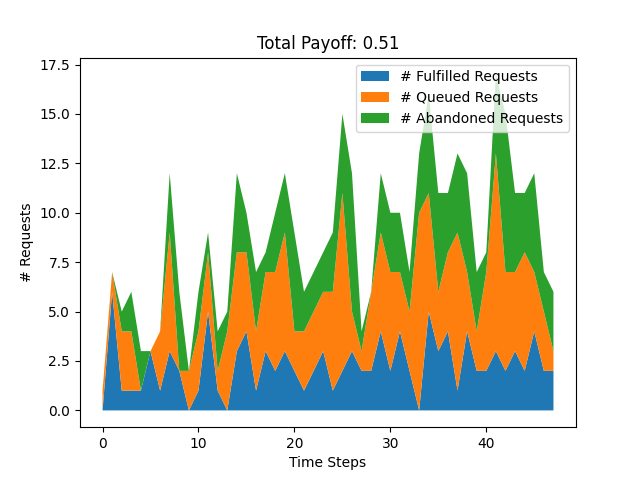 Total Payoff: 0.51
# Fulfilled Requests
# Queued Requests
# Abandoned Requests
17.5
15.0
12.5
10.0
7.5
5.0
2.5
0.0
# Requests
0 10 20 30 40
Time Steps